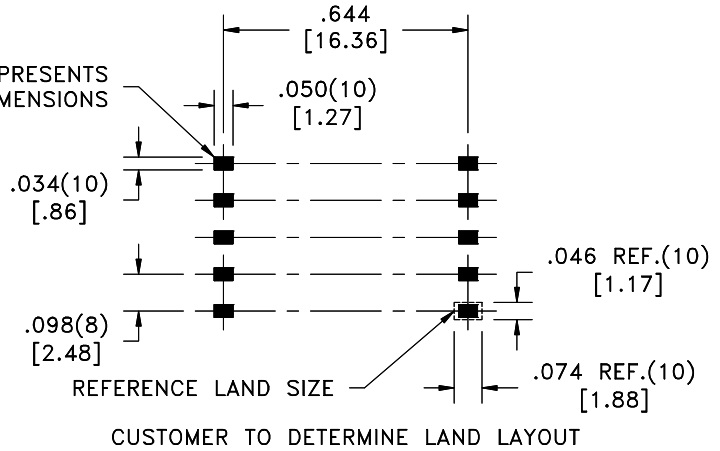 .644
[16.36]
PRESENTS
MENSIONS
.050(10)
[1.27]
.034(10)
[.86]
.046 REF.(10)
[1.17]
.098(8)
[2.48]
REFERENCE LAND SIZE
.074 REF.(10)
[1.88]
CUSTOMER TO DETERMINE LAND LAYOUT